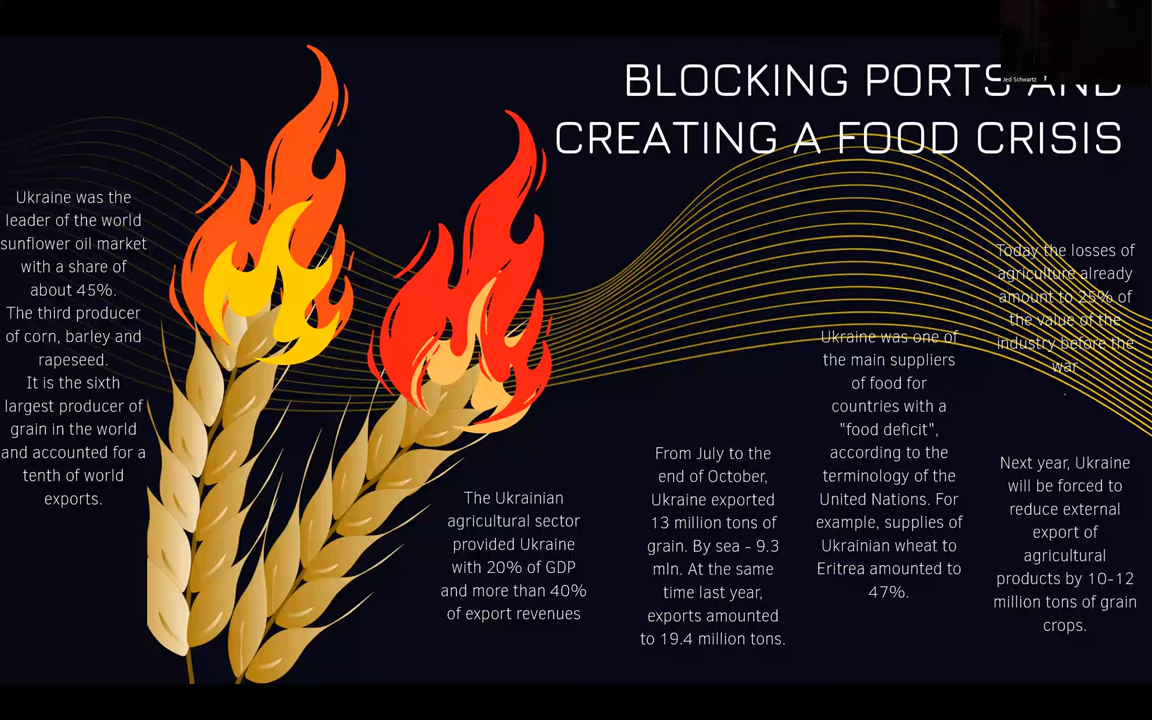 Jed Schwartz
BLOCKING PORTS AND
CREATING A FOOD CRISIS
Ukraine was the
leader of the world
sunflower oil market
with a share of
about 45%.
The third producer
of corn, barley and
rapeseed.
It is the sixth
largest producer of
grain in the world
and accounted for a
tenth of world
exports.
The Ukrainian
agricultural sector
provided Ukraine
with 20% of GDP
and more than 40%
of export revenues
From July to the
end of October,
Ukraine exported
13 million tons of
grain. By sea - 9.3
mln. At the same
time last year,
exports amounted
to 19.4 million tons.
Ukraine was one of
the main suppliers
of food for
countries with a
"food deficit",
according to the
terminology of the
United Nations. For
example, supplies of
Ukrainian wheat to
Eritrea amounted to
47%.
Today the losses of
agriculture already
amount to 25% of
the value of the
industry before the
war
.
Next year, Ukraine
will be forced to
reduce external
export of
agricultural
products by 10-12
million tons of grain
crops.